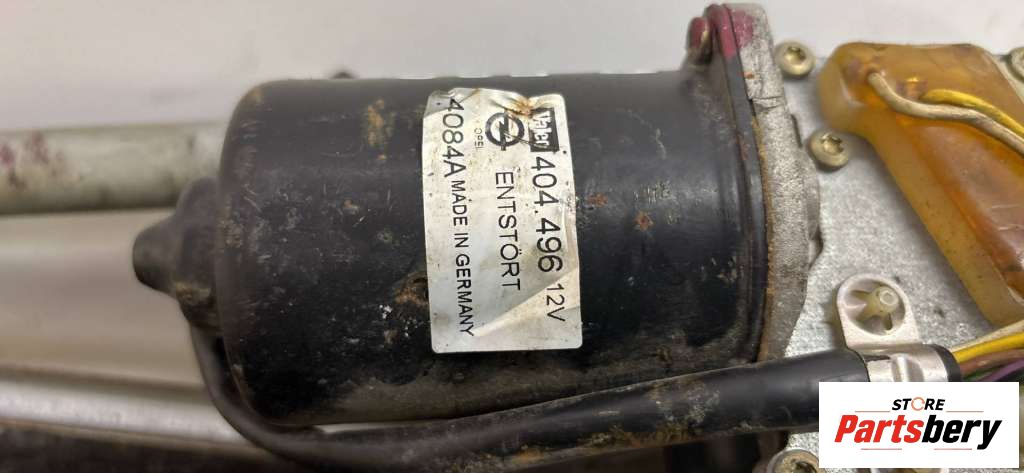 Valeo 404.496 12V
OPEL ENTSTÖRT
4084A MADE IN GERMANY
STORE
Partsbery